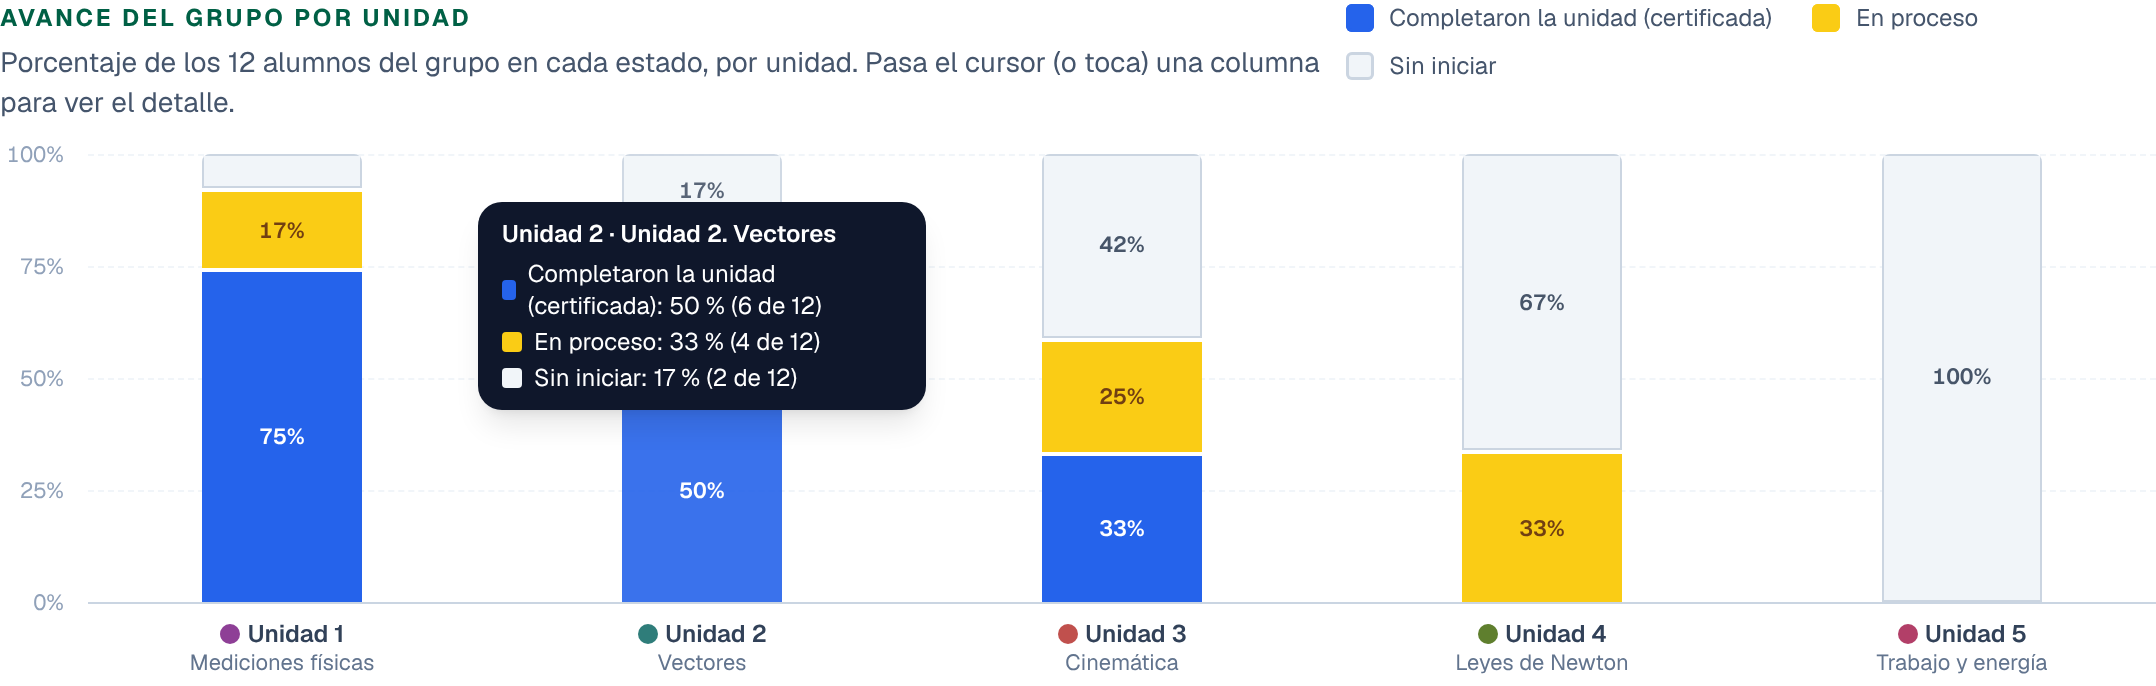 AVANCE DEL GRUPO POR UNIDAD
Porcentaje de los 12 alumnos del grupo en cada estado, por unidad. Pasa el cursor (o toca) una columna
para ver el detalle.
Completaron la unidad (certificada)
En proceso
Sin iniciar
100%
75%
50%
25%
0%
17%
75%
17%
Unidad 2 · Unidad 2. Vectores
Completaron la unidad
(certificada): 50 % (6 de 12)
En proceso: 33 % (4 de 12)
Sin iniciar: 17 % (2 de 12)
50%
42%
25%
33%
67%
33%
100%
Unidad 1
Mediciones físicas
Unidad 2
Vectores
Unidad 3
Cinemática
Unidad 4
Leyes de Newton
Unidad 5
Trabajo y energía